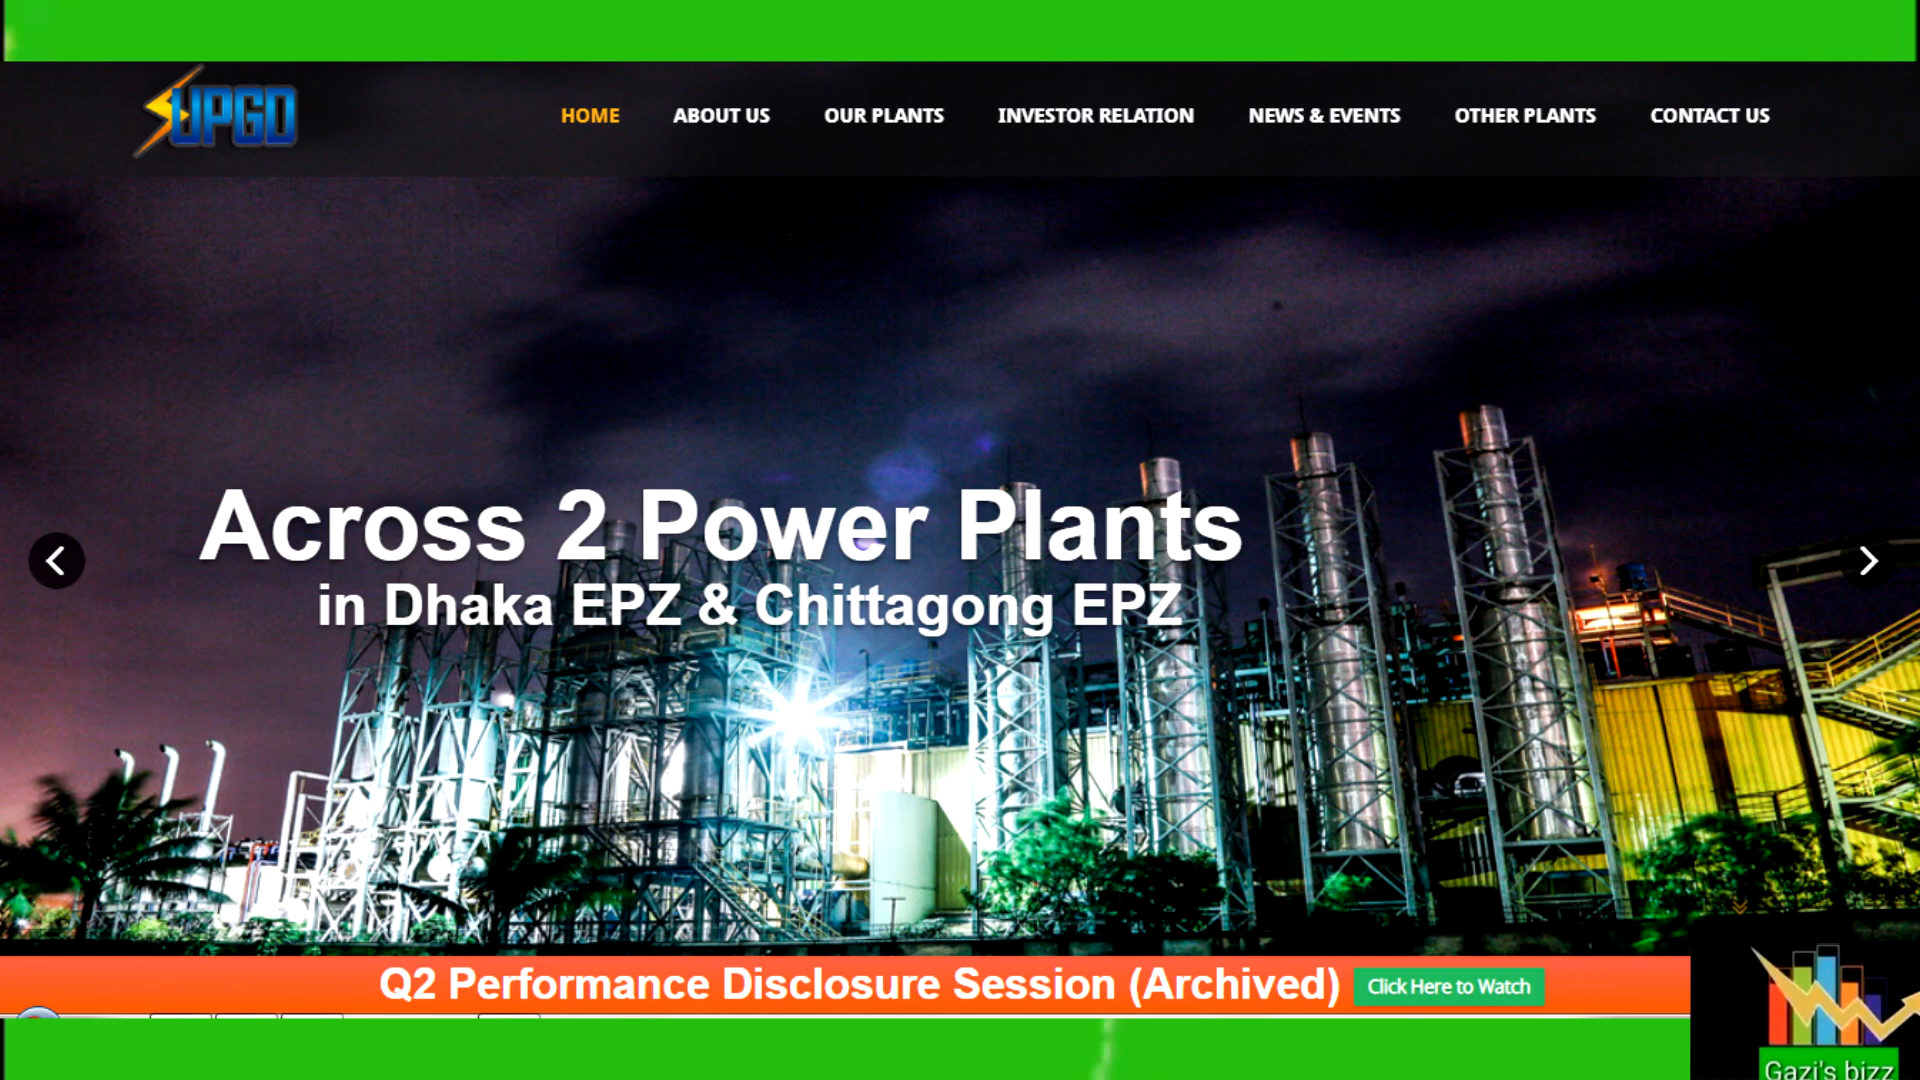 UPGD
HOME ABOUT US OUR PLANTS INVESTOR RELATION NEWS & EVENTS OTHER PLANTS CONTACT US
Across 2 Power Plants
in Dhaka EPZ & Chittagong EPZ
Q2 Performance Disclosure Session (Archived) Click Here to Watch
Gazi's bizz